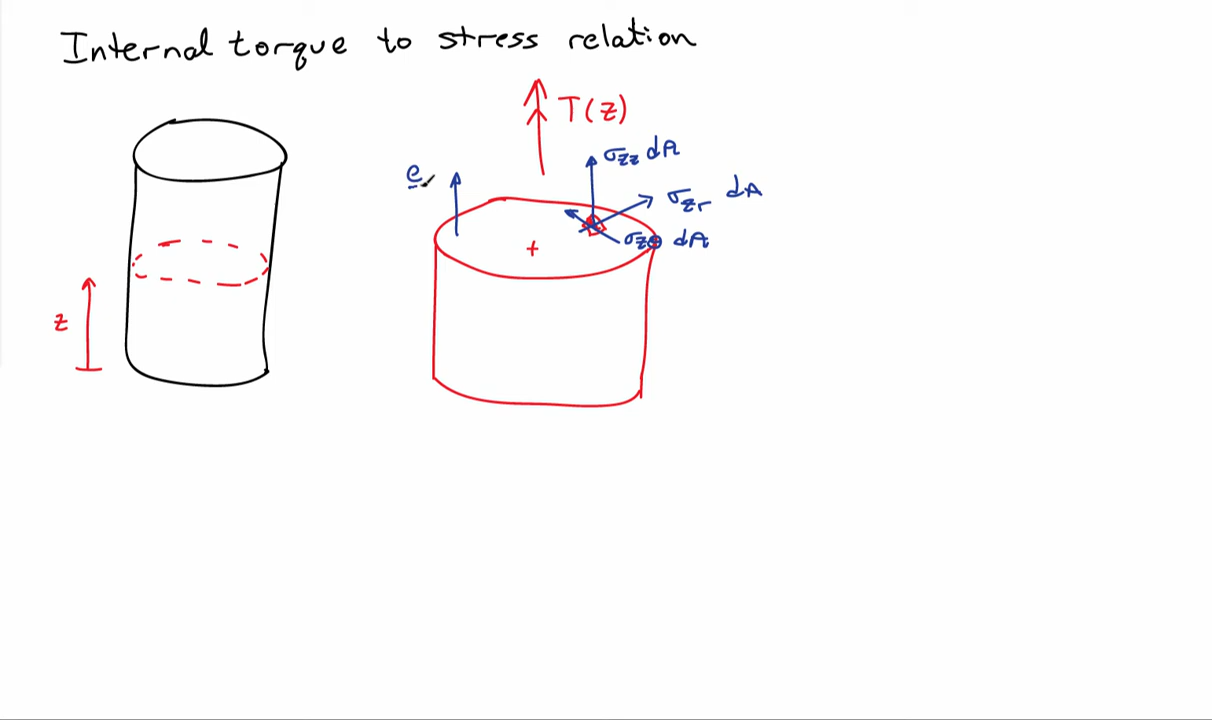 Internal torque to stress relation
T(z)
σzz dA
e
σzr dA
σzθ dA
+
z